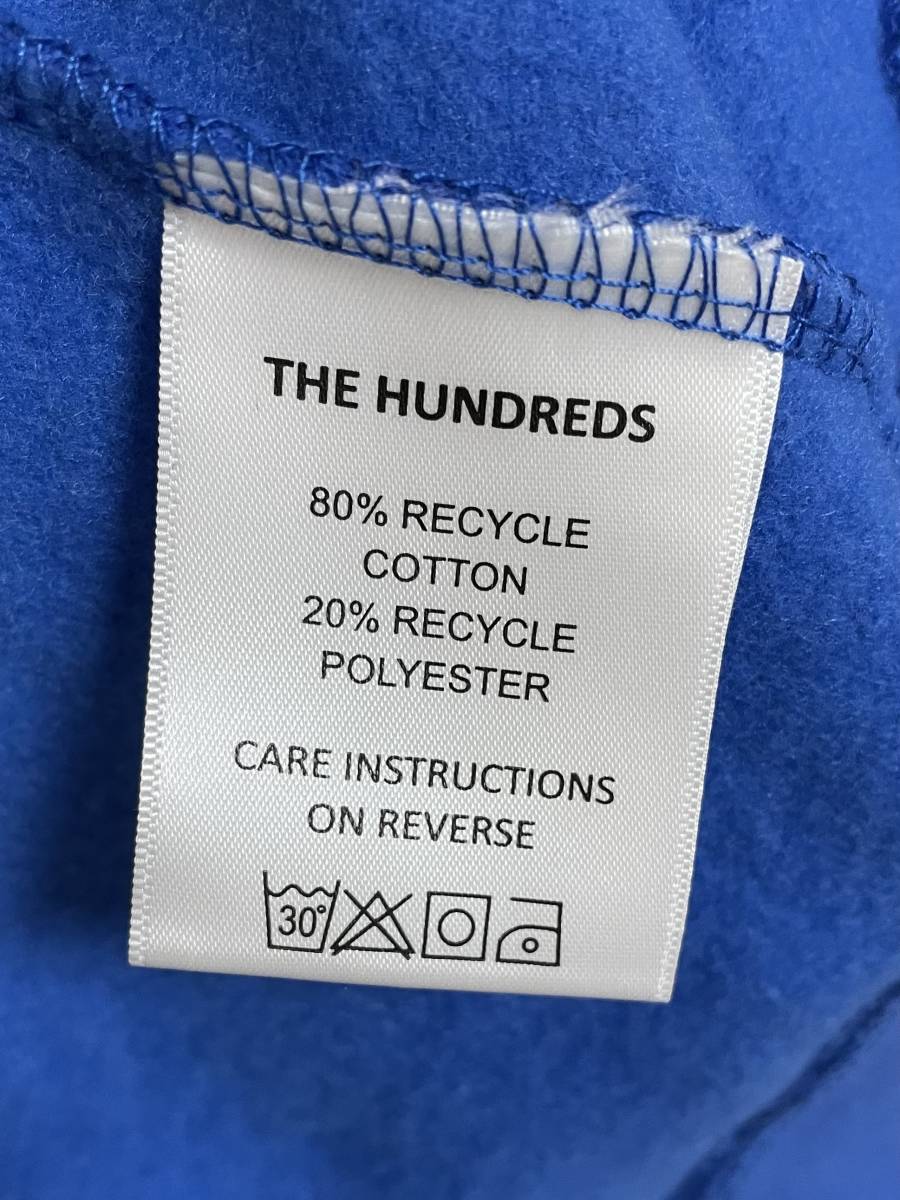 THE HUNDREDS
80% RECYCLE
COTTON
20% RECYCLE
POLYESTER
CARE INSTRUCTIONS
ON REVERSE
30°